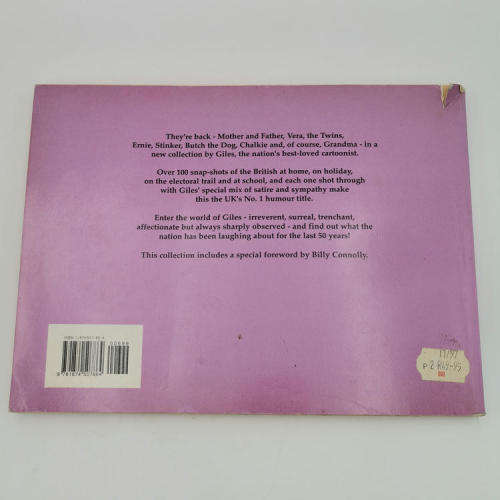 They're back - Mother and Father, Vera, the Twins,
Ernie, Stinker, Butch the Dog, Chalkie and, of course, Grandma - in a
new collection by Giles, the nation's best-loved cartoonist.
Over 100 snap-shots of the British at home, on holiday,
on the electoral trail and at school, and each one shot through
with Giles' special mix of satire and sympathy make
this the UK's No. 1 humour title.
Enter the world of Giles - irreverent, surreal, trenchant,
affectionate but always sharply observed - and find out what the
nation has been laughing about for the last 50 years!
This collection includes a special foreword by Billy Connolly.
ISBN
11/97